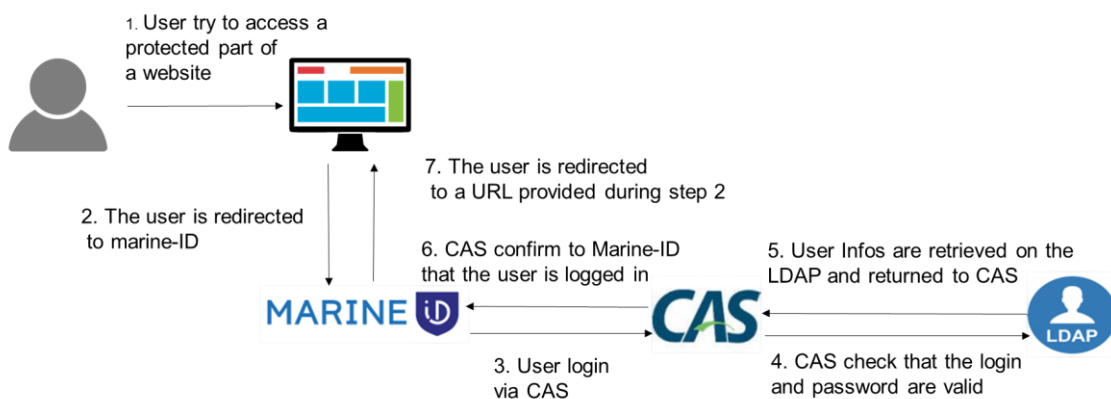 1. User try to access a
protected part of
a website
7. The user is redirected
to a URL provided during step 2
2. The user is redirected
to marine-ID
6. CAS confirm to Marine-ID
that the user is logged in
5. User Infos are retrieved on the
LDAP and returned to CAS
MARINE iD
CAS
LDAP
3. User login
via CAS
4. CAS check that the login
and password are valid